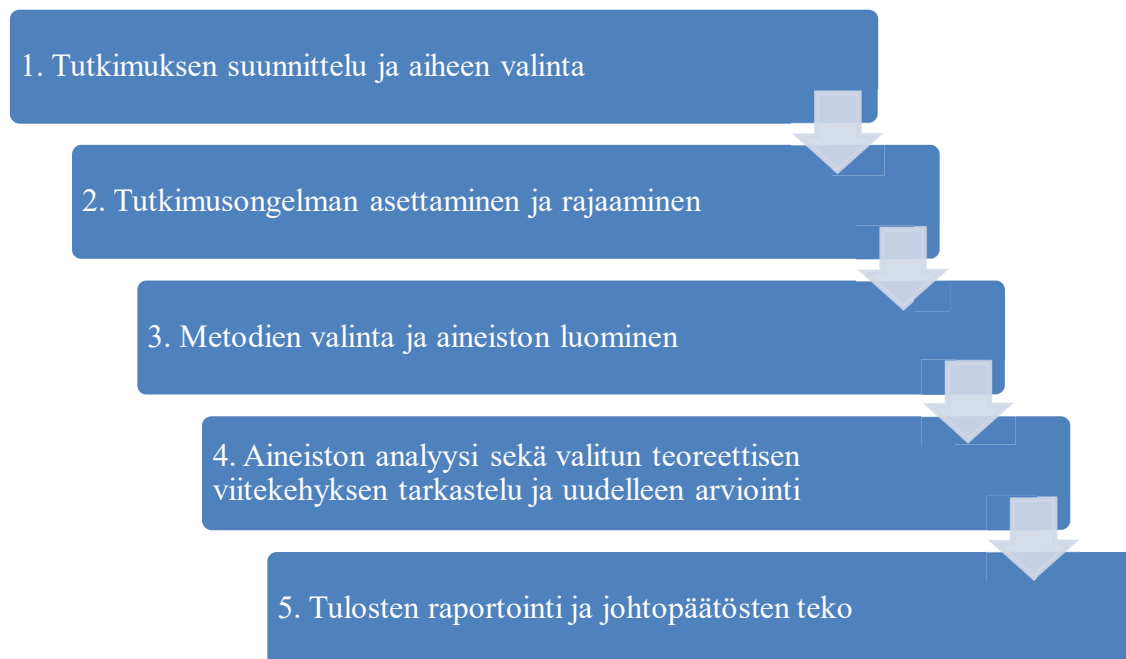 1. Tutkimuksen suunnittelu ja aiheen valinta
2. Tutkimusongelman asettaminen ja rajaaminen
3. Metodien valinta ja aineiston luominen
4. Aineiston analyysi sekä valitun teoreettisen
viitekehyksen tarkastelu ja uudelleen arviointi
5. Tulosten raportointi ja johtopäätösten teko